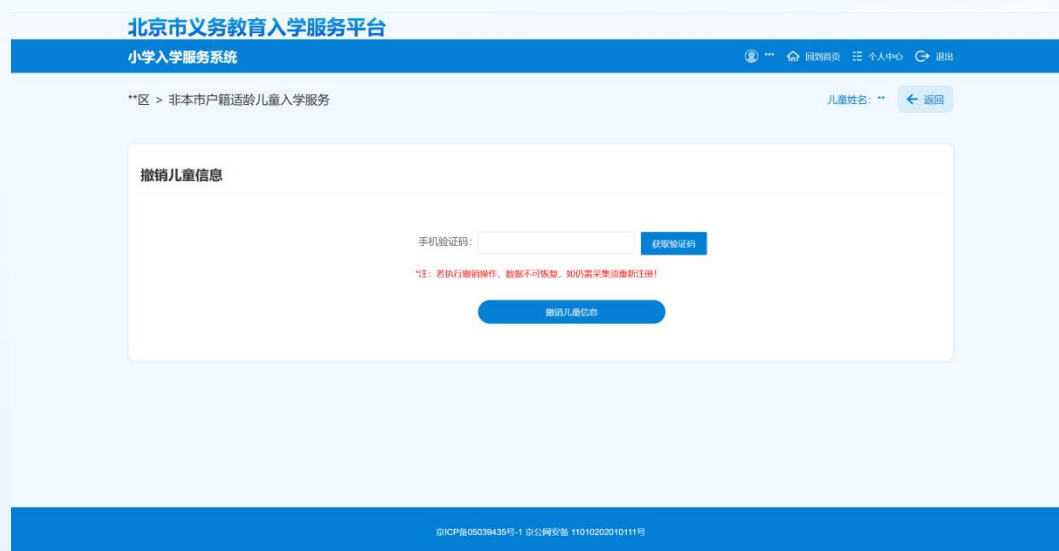 北京市义务教育入学服务平台
小学入学服务系统
*** 回到首页 个人中心 退出
**区 > 非本市户籍适龄儿童入学服务
儿童姓名：** 返回
撤销儿童信息
手机验证码：
获取验证码
*注：若执行撤销操作，数据不可恢复，如仍需采集须重新注册！
撤销儿童信息
京ICP备05039435号-1 京公网安备 11010202010111号